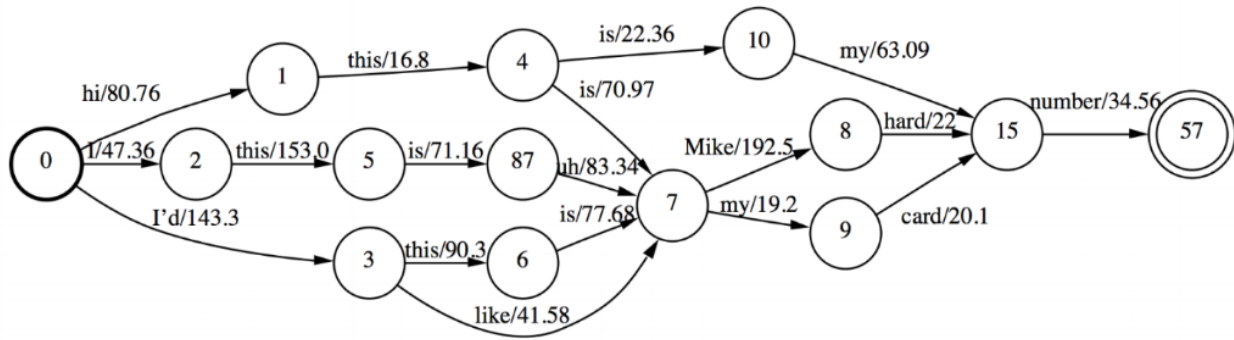 is/22.36
10
this/16.8
4
my/63.09
1
hi/80.76
is/70.97
number/34.56
Mike/192.5
8
hard/22
15
57
0
I/47.36
2
this/153.0
5
is/71.16
87
uh/83.34
7
my/19.2
is/77.68
I'd/143.3
9
card/20.1
3
this/90.3
6
like/41.58